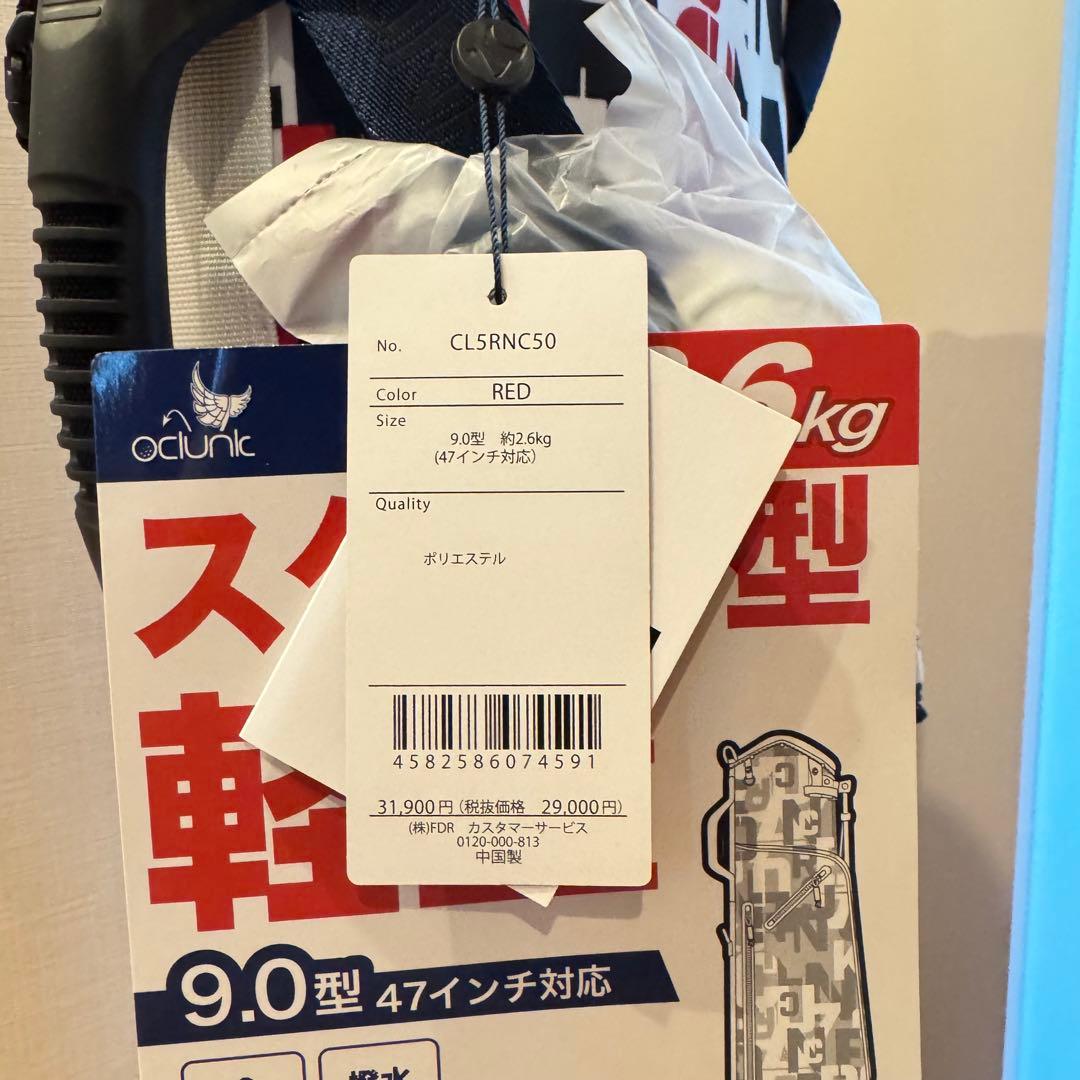 No. CL5RNC50
Color RED
Size
9.0型 約2.6kg
(47インチ対応)
Quality
ポリエステル
4582586074591
31,900円(税抜価格 29,000円)
(株)FDR カスタマーサービス
0120-000-813
中国製
oclunk
6kg
型
軽
9.0型 47インチ対応
撥水